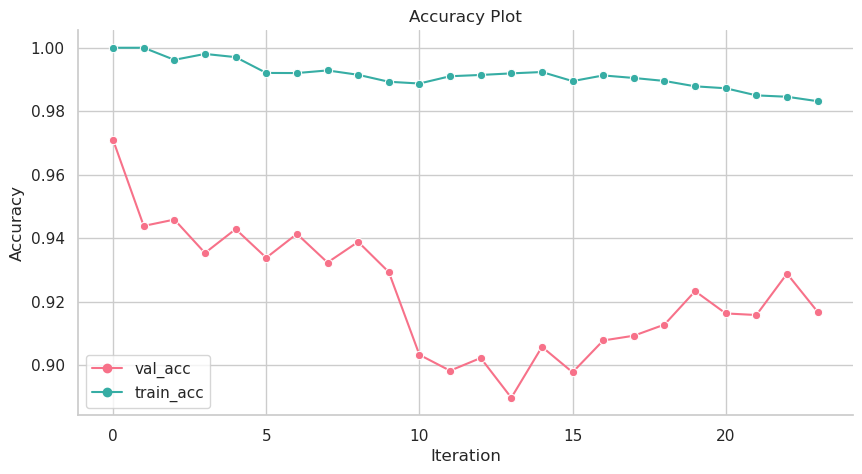 Accuracy Plot
1.00
0.98
0.96
0.94
0.92
0.90
Accuracy
val_acc
train_acc
0 5 10 15 20
Iteration